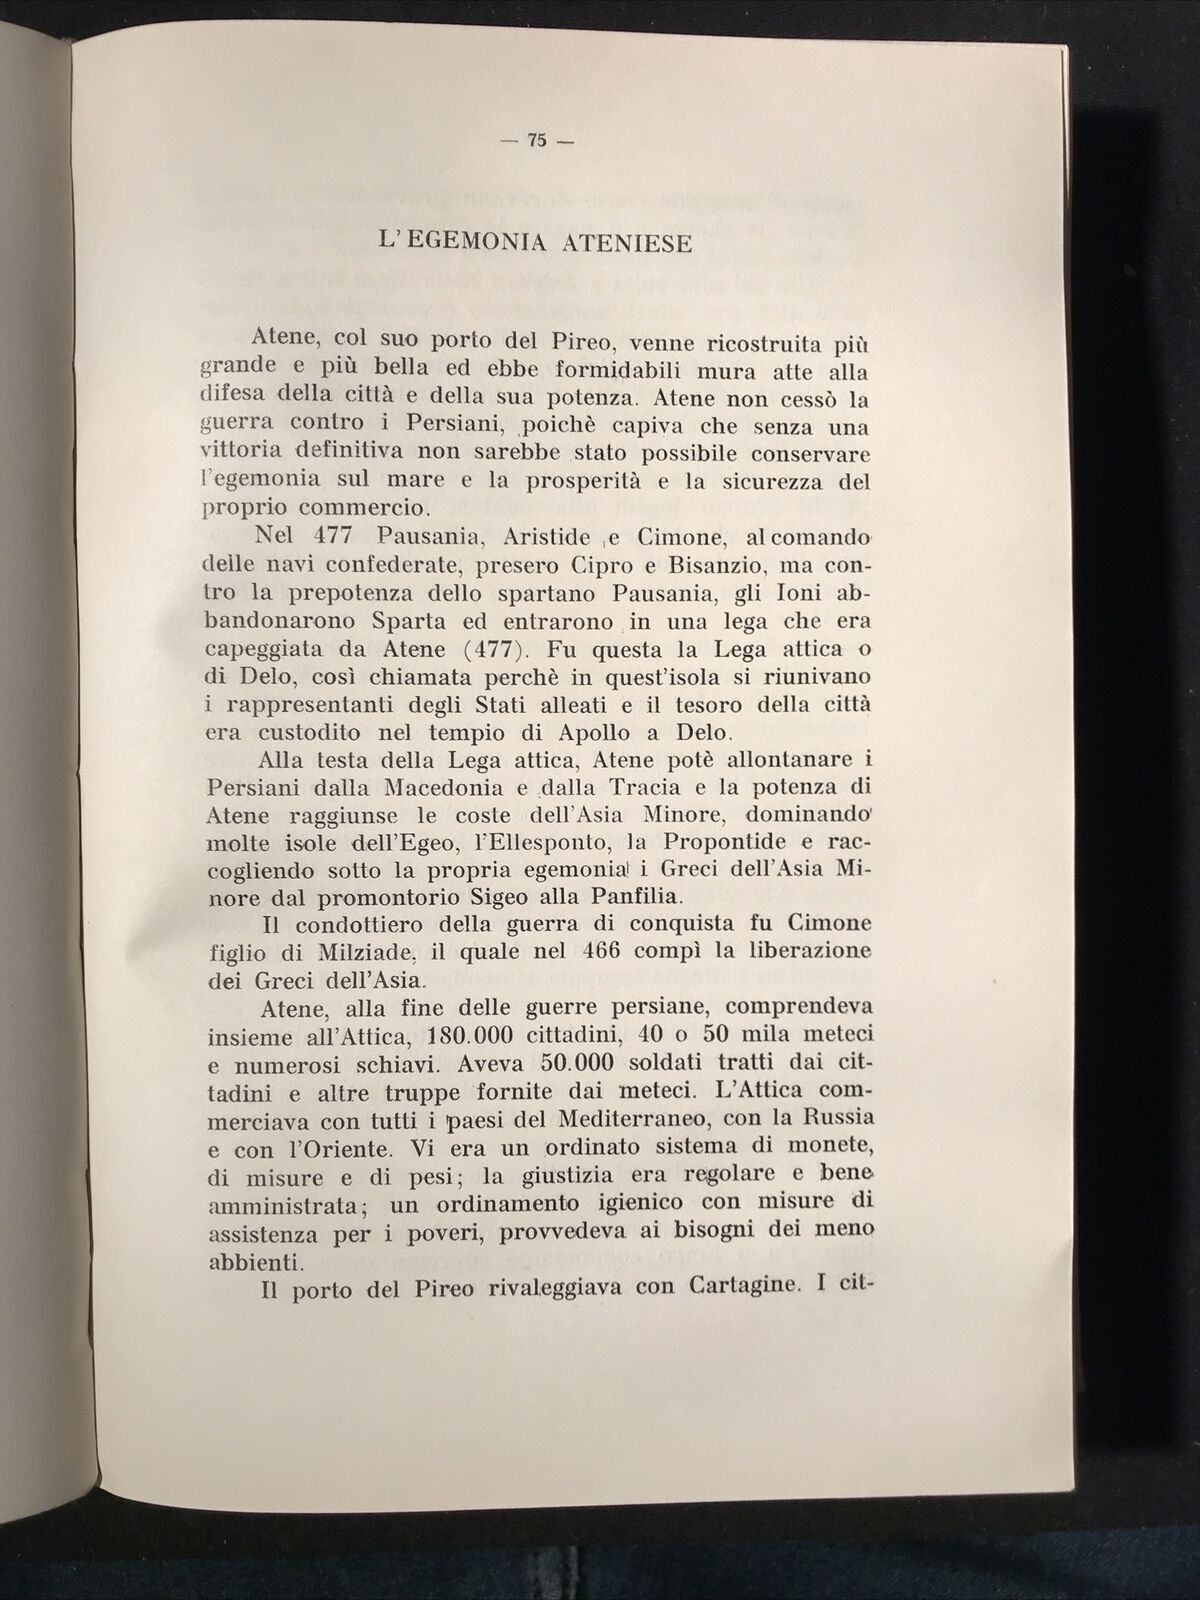 — 75 —
L'EGEMONIA ATENIESE
Atene, col suo porto del Pireo, venne ricostruita più
grande e più bella ed ebbe formidabili mura atte alla
difesa della città e della sua potenza. Atene non cessò la
guerra contro i Persiani, poichè capiva che senza una
vittoria definitiva non sarebbe stato possibile conservare
l'egemonia sul mare e la prosperità e la sicurezza del
proprio commercio.
Nel 477 Pausania, Aristide e Cimone, al comando
delle navi confederate, presero Cipro e Bisanzio, ma con-
tro la prepotenza dello spartano Pausania, gli Ioni ab-
bandonarono Sparta ed entrarono in una lega che era
capeggiata da Atene (477). Fu questa la Lega attica o
di Delo, così chiamata perchè in quest'isola si riunivano
i rappresentanti degli Stati alleati e il tesoro della città
era custodito nel tempio di Apollo a Delo.
Alla testa della Lega attica, Atene potè allontanare i
Persiani dalla Macedonia e dalla Tracia e la potenza di
Atene raggiunse le coste dell'Asia Minore, dominando
molte isole dell'Egeo, l'Ellesponto, la Propontide e rac-
cogliendo sotto la propria egemonia i Greci dell'Asia Mi-
nore dal promontorio Sigeo alla Panfilia.
Il condottiero della guerra di conquista fu Cimone
figlio di Milziade, il quale nel 466 compì la liberazione
dei Greci dell'Asia.
Atene, alla fine delle guerre persiane, comprendeva
insieme all'Attica, 180.000 cittadini, 40 o 50 mila meteci
e numerosi schiavi. Aveva 50.000 soldati tratti dai cit-
tadini e altre truppe fornite dai meteci. L'Attica com-
merciava con tutti i paesi del Mediterraneo, con la Russia
e con l'Oriente. Vi era un ordinato sistema di monete,
di misure e di pesi; la giustizia era regolare e bene
amministrata; un ordinamento igienico con misure di
assistenza per i poveri, provvedeva ai bisogni dei meno
abbienti.
Il porto del Pireo rivaleggiava con Cartagine. I cit-